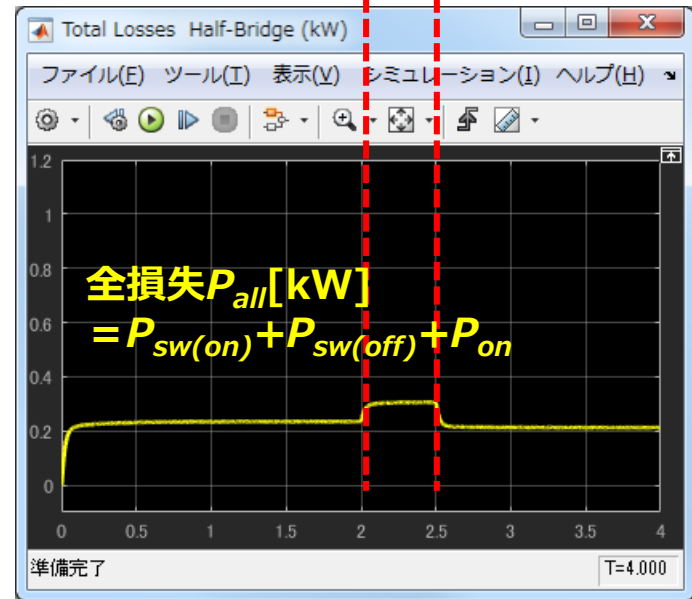 Total Losses Half-Bridge (kW)
ファイル(F) ツール(T) 表示(V) シミュレーション(I) ヘルプ(H)
1.2
1
0.8
全損失Pall[kW]
=Psw(on)+Psw(off)+Pon
0.6
0.4
0.2
0
0 0.5 1 1.5 2 2.5 3 3.5 4
準備完了 T=4.000